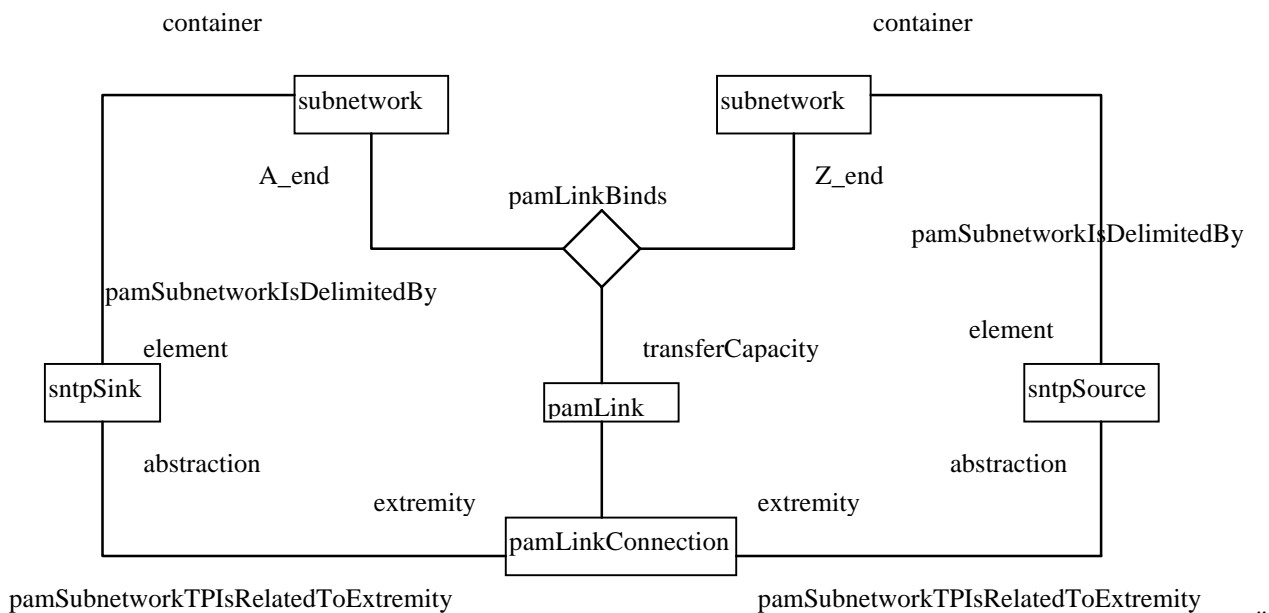 container
container
subnetwork
subnetwork
A_end
Z_end
pamLinkBinds
pamSubnetworkIsDelimitedBy
pamSubnetworkIsDelimitedBy
element
element
transferCapacity
sntpSink
pamLink
sntpSource
abstraction
abstraction
extremity
extremity
pamLinkConnection
pamSubnetworkTPIsRelatedToExtremity
pamSubnetworkTPIsRelatedToExtremity